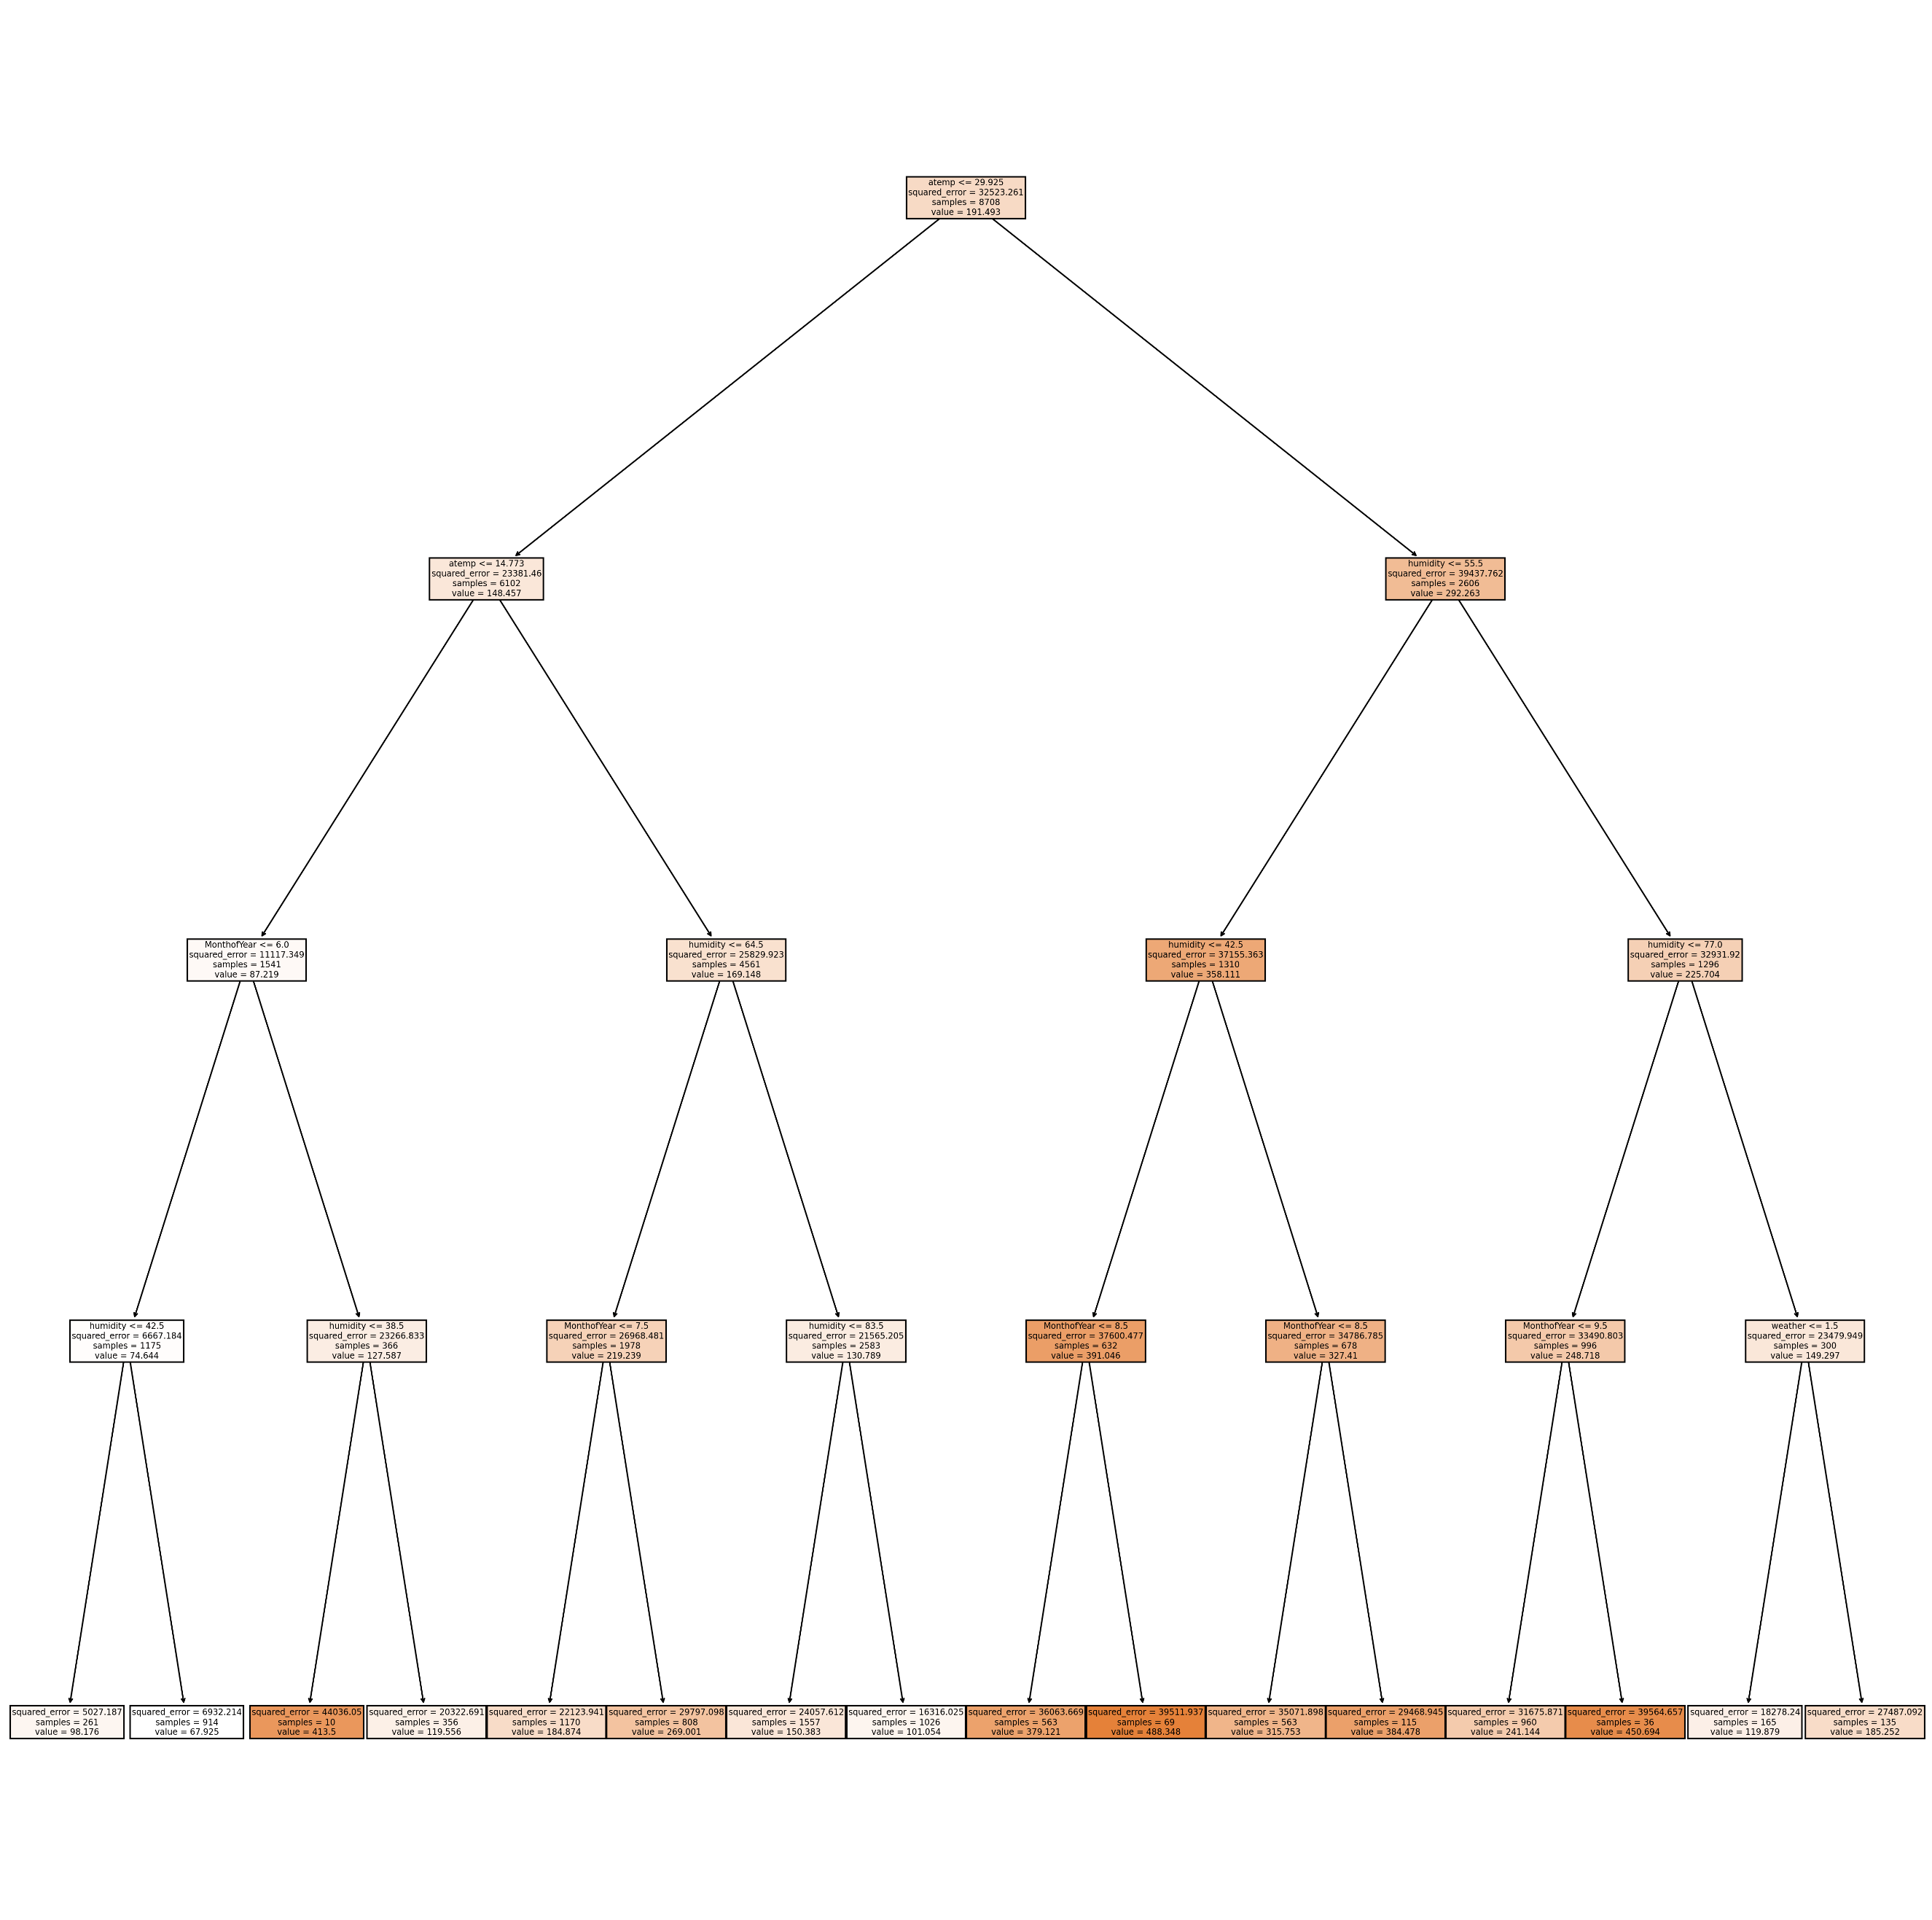 atemp <= 29.925
squared_error = 32523.261
samples = 8708
value = 191.493
atemp <= 14.773
squared_error = 23381.46
samples = 6102
value = 148.457
humidity <= 55.5
squared_error = 39437.762
samples = 2606
value = 292.263
MonthofYear <= 6.0
squared_error = 11117.349
samples = 1541
value = 87.219
humidity <= 64.5
squared_error = 25829.923
samples = 4561
value = 169.148
humidity <= 42.5
squared_error = 37155.363
samples = 1310
value = 358.111
humidity <= 77.0
squared_error = 32931.92
samples = 1296
value = 225.704
humidity <= 42.5
squared_error = 6667.184
samples = 1175
value = 74.644
humidity <= 38.5
squared_error = 23266.833
samples = 366
value = 127.587
MonthofYear <= 7.5
squared_error = 26968.481
samples = 1978
value = 219.239
humidity <= 83.5
squared_error = 21565.205
samples = 2583
value = 130.789
MonthofYear <= 8.5
squared_error = 37600.477
samples = 632
value = 391.046
MonthofYear <= 8.5
squared_error = 34786.785
samples = 678
value = 327.41
MonthofYear <= 9.5
squared_error = 33490.803
samples = 996
value = 248.718
weather <= 1.5
squared_error = 23479.949
samples = 300
value = 149.297
squared_error = 5027.187
samples = 261
value = 98.176
squared_error = 6932.214
samples = 914
value = 67.925
squared_error = 44036.05
samples = 10
value = 413.5
squared_error = 20322.691
samples = 356
value = 119.556
squared_error = 22123.941
samples = 1170
value = 184.874
squared_error = 29797.098
samples = 808
value = 269.001
squared_error = 24057.612
samples = 1557
value = 150.383
squared_error = 16316.025
samples = 1026
value = 101.054
squared_error = 36063.669
samples = 563
value = 379.121
squared_error = 39511.937
samples = 69
value = 488.348
squared_error = 35071.898
samples = 563
value = 315.753
squared_error = 29468.945
samples = 115
value = 384.478
squared_error = 31675.871
samples = 960
value = 241.144
squared_error = 39564.657
samples = 36
value = 450.694
squared_error = 18278.24
samples = 165
value = 119.879
squared_error = 27487.092
samples = 135
value = 185.252